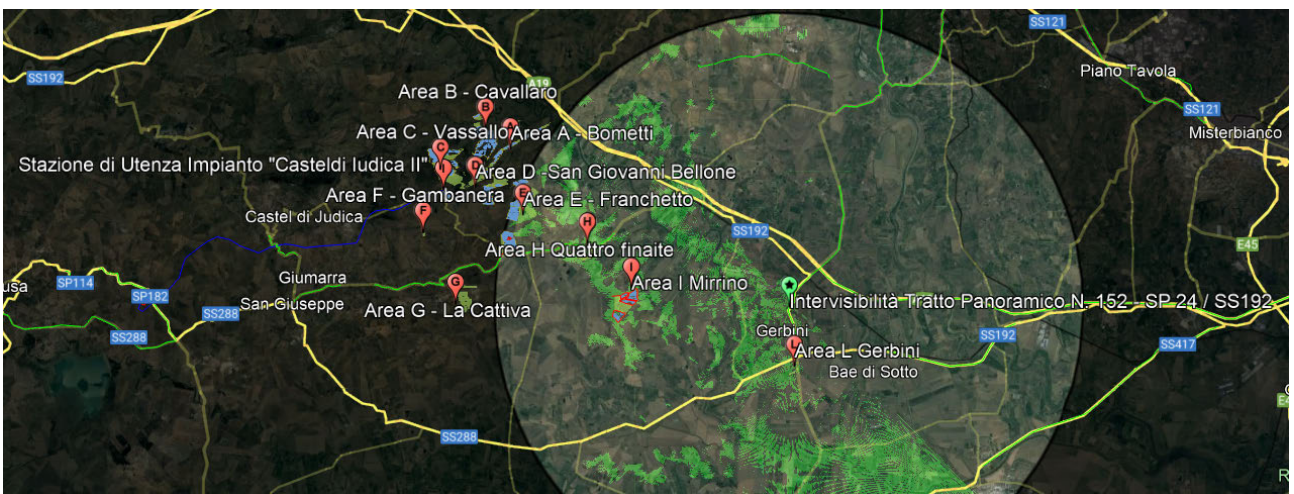 SS121
Piano Tavola
SS192
A19
Area B - Cavallaro
B
SS121
Area C - Vassallo
A
Area A - Bometti
Misterbianco
C
Stazione di Utenza Impianto "Casteldi Iudica II"
D
Area D -San Giovanni Bellone
Area F - Gambanera
E
Area E - Franchetto
Castel di Judica
F
H
SS192
E45
Area H Quattro finaite
I
Giumarra
SP114
G
Area I Mirrino
SP182
San Giuseppe
Area G - La Cattiva
Intervisibilità Tratto Panoramico N. 152 - SP 24 / SS192
SS288
SS288
Gerbini
SS192
L
Area L Gerbini
SS417
Bae di Sotto
SS288